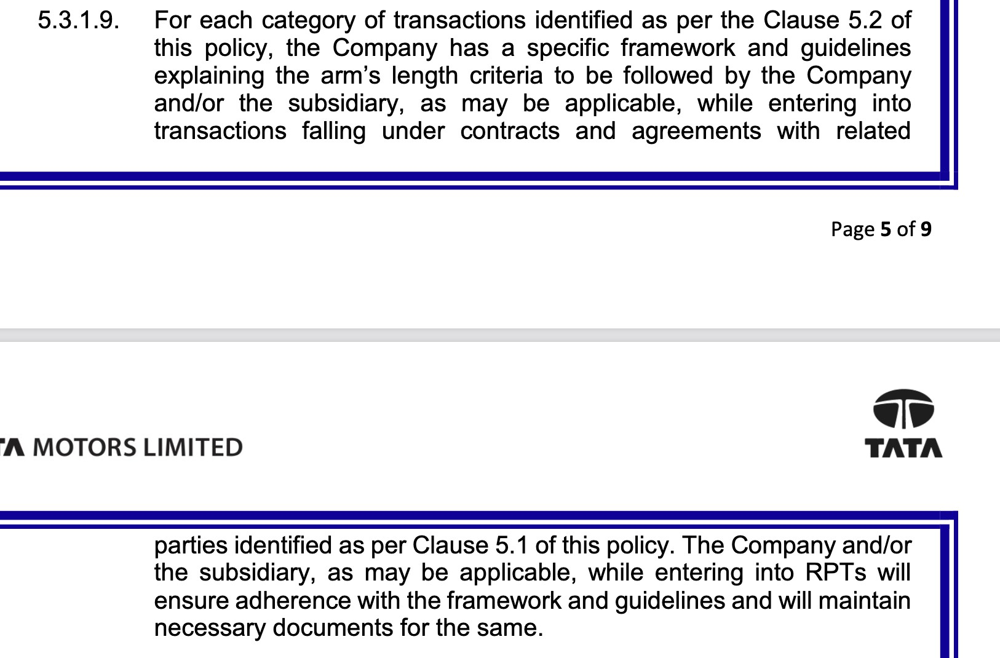 5.3.1.9. For each category of transactions identified as per the Clause 5.2 of
this policy, the Company has a specific framework and guidelines
explaining the arm’s length criteria to be followed by the Company
and/or the subsidiary, as may be applicable, while entering into
transactions falling under contracts and agreements with related
Page 5 of 9
TA MOTORS LIMITED
TATA
parties identified as per Clause 5.1 of this policy. The Company and/or
the subsidiary, as may be applicable, while entering into RPTs will
ensure adherence with the framework and guidelines and will maintain
necessary documents for the same.